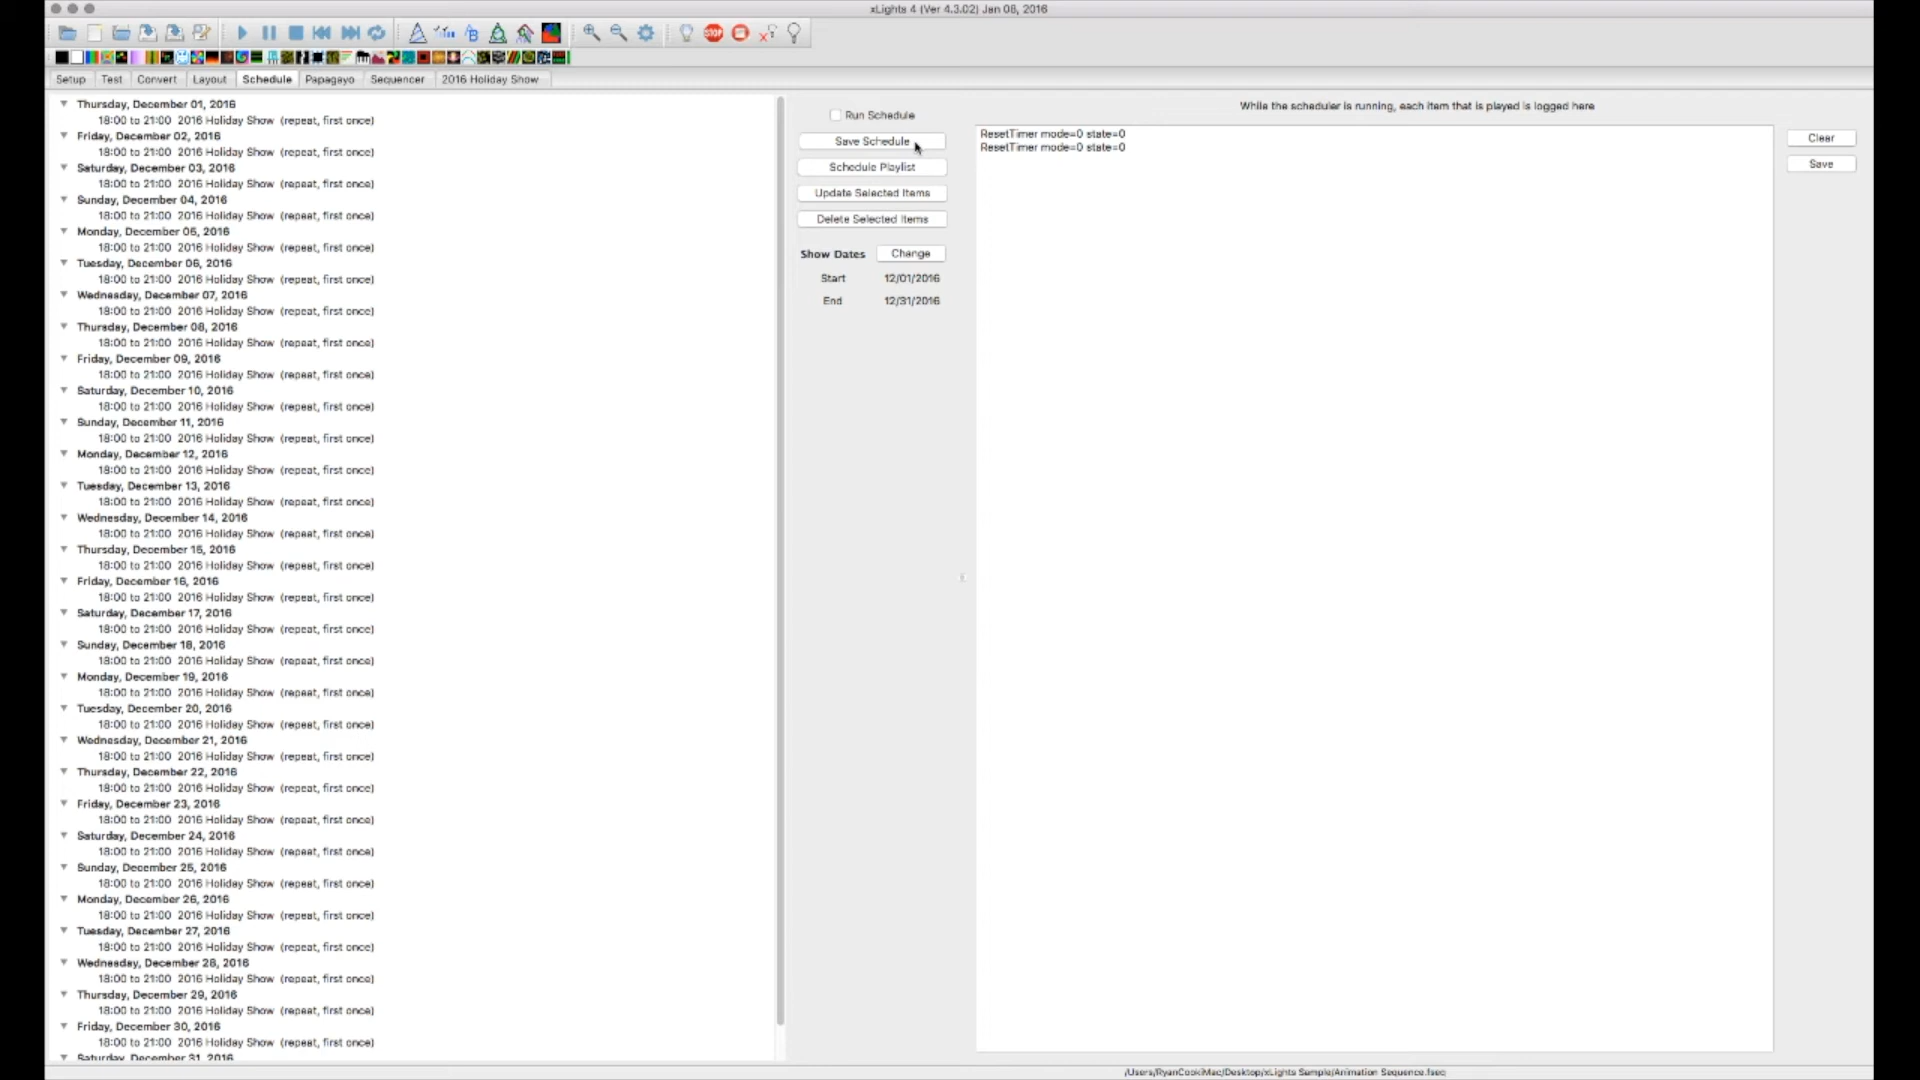 xLights 4 (Ver 4.3.02) Jan 08, 2016
STOP
Setup Test Convert Layout Schedule Papagayo Sequencer 2016 Holiday Show
Thursday, December 01, 2016
18:00 to 21:00 2016 Holiday Show (repeat, first once)
Friday, December 02, 2016
18:00 to 21:00 2016 Holiday Show (repeat, first once)
Saturday, December 03, 2016
18:00 to 21:00 2016 Holiday Show (repeat, first once)
Sunday, December 04, 2016
18:00 to 21:00 2016 Holiday Show (repeat, first once)
Monday, December 05, 2016
18:00 to 21:00 2016 Holiday Show (repeat, first once)
Tuesday, December 06, 2016
18:00 to 21:00 2016 Holiday Show (repeat, first once)
Wednesday, December 07, 2016
18:00 to 21:00 2016 Holiday Show (repeat, first once)
Thursday, December 08, 2016
18:00 to 21:00 2016 Holiday Show (repeat, first once)
Friday, December 09, 2016
18:00 to 21:00 2016 Holiday Show (repeat, first once)
Saturday, December 10, 2016
18:00 to 21:00 2016 Holiday Show (repeat, first once)
Sunday, December 11, 2016
18:00 to 21:00 2016 Holiday Show (repeat, first once)
Monday, December 12, 2016
18:00 to 21:00 2016 Holiday Show (repeat, first once)
Tuesday, December 13, 2016
18:00 to 21:00 2016 Holiday Show (repeat, first once)
Wednesday, December 14, 2016
18:00 to 21:00 2016 Holiday Show (repeat, first once)
Thursday, December 15, 2016
18:00 to 21:00 2016 Holiday Show (repeat, first once)
Friday, December 16, 2016
18:00 to 21:00 2016 Holiday Show (repeat, first once)
Saturday, December 17, 2016
18:00 to 21:00 2016 Holiday Show (repeat, first once)
Sunday, December 18, 2016
18:00 to 21:00 2016 Holiday Show (repeat, first once)
Monday, December 19, 2016
18:00 to 21:00 2016 Holiday Show (repeat, first once)
Tuesday, December 20, 2016
18:00 to 21:00 2016 Holiday Show (repeat, first once)
Wednesday, December 21, 2016
18:00 to 21:00 2016 Holiday Show (repeat, first once)
Thursday, December 22, 2016
18:00 to 21:00 2016 Holiday Show (repeat, first once)
Friday, December 23, 2016
18:00 to 21:00 2016 Holiday Show (repeat, first once)
Saturday, December 24, 2016
18:00 to 21:00 2016 Holiday Show (repeat, first once)
Sunday, December 25, 2016
18:00 to 21:00 2016 Holiday Show (repeat, first once)
Monday, December 26, 2016
18:00 to 21:00 2016 Holiday Show (repeat, first once)
Tuesday, December 27, 2016
18:00 to 21:00 2016 Holiday Show (repeat, first once)
Wednesday, December 28, 2016
18:00 to 21:00 2016 Holiday Show (repeat, first once)
Thursday, December 29, 2016
18:00 to 21:00 2016 Holiday Show (repeat, first once)
Friday, December 30, 2016
18:00 to 21:00 2016 Holiday Show (repeat, first once)
Saturday, December 31, 2016
Run Schedule
Save Schedule
Schedule Playlist
Update Selected Items
Delete Selected Items
Show Dates Change
Start 12/01/2016
End 12/31/2016
While the scheduler is running, each item that is played is logged here
ResetTimer mode=0 state=0
ResetTimer mode=0 state=0
Clear
Save
/Users/RyanCookiMac/Desktop/xLights Sample/Animation Sequence.fseq